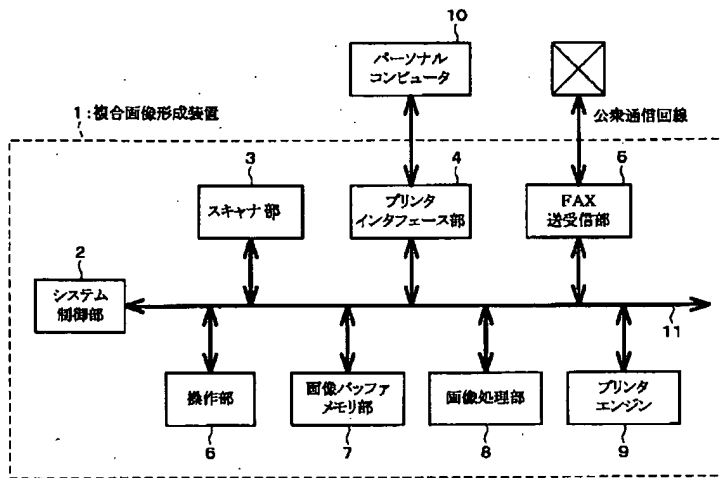 10
パーソナル
コンピュータ
公衆通信回線
1:複合画像形成装置
3
スキャナ部
4
プリンタ
インタフェース部
5
FAX
送受信部
2
システム
制御部
11
操作部
6
画像バッファ
メモリ部
7
画像処理部
8
プリンタ
エンジン
9